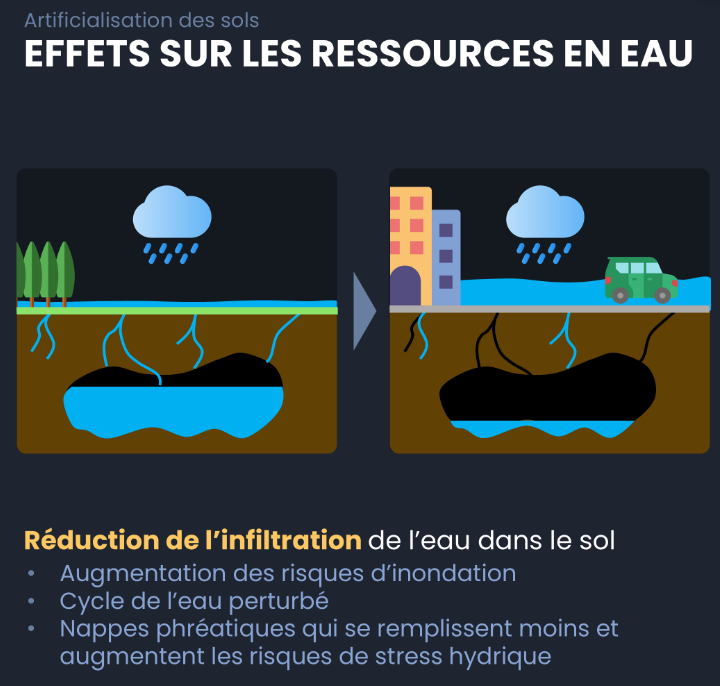 Artificialisation des sols
EFFETS SUR LES RESSOURCES EN EAU
Réduction de l'infiltration de l'eau dans le sol
• Augmentation des risques d'inondation
• Cycle de l'eau perturbé
• Nappes phréatiques qui se remplissent moins et
augmentent les risques de stress hydrique